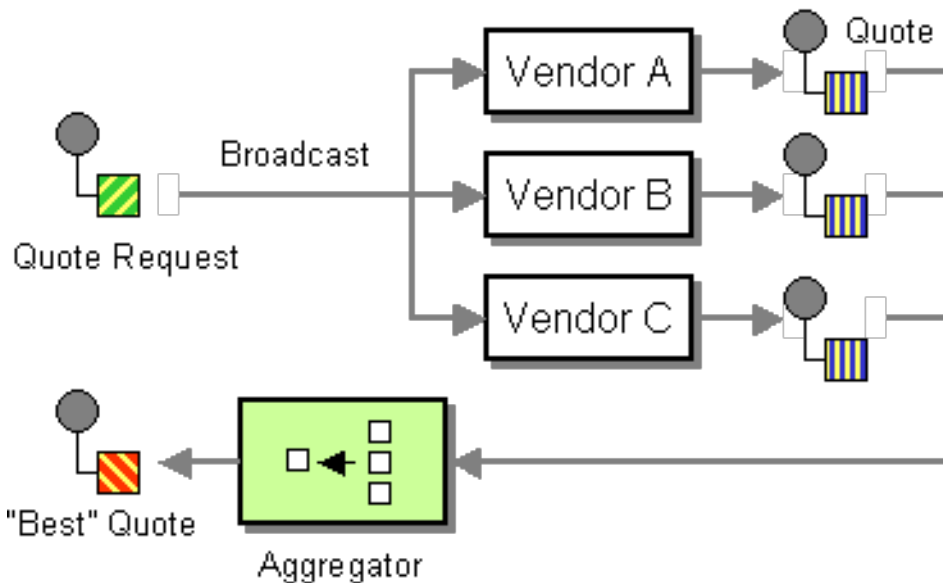 Quote
Vendor A
Broadcast
Vendor B
Quote Request
Vendor C
"Best" Quote
Aggregator